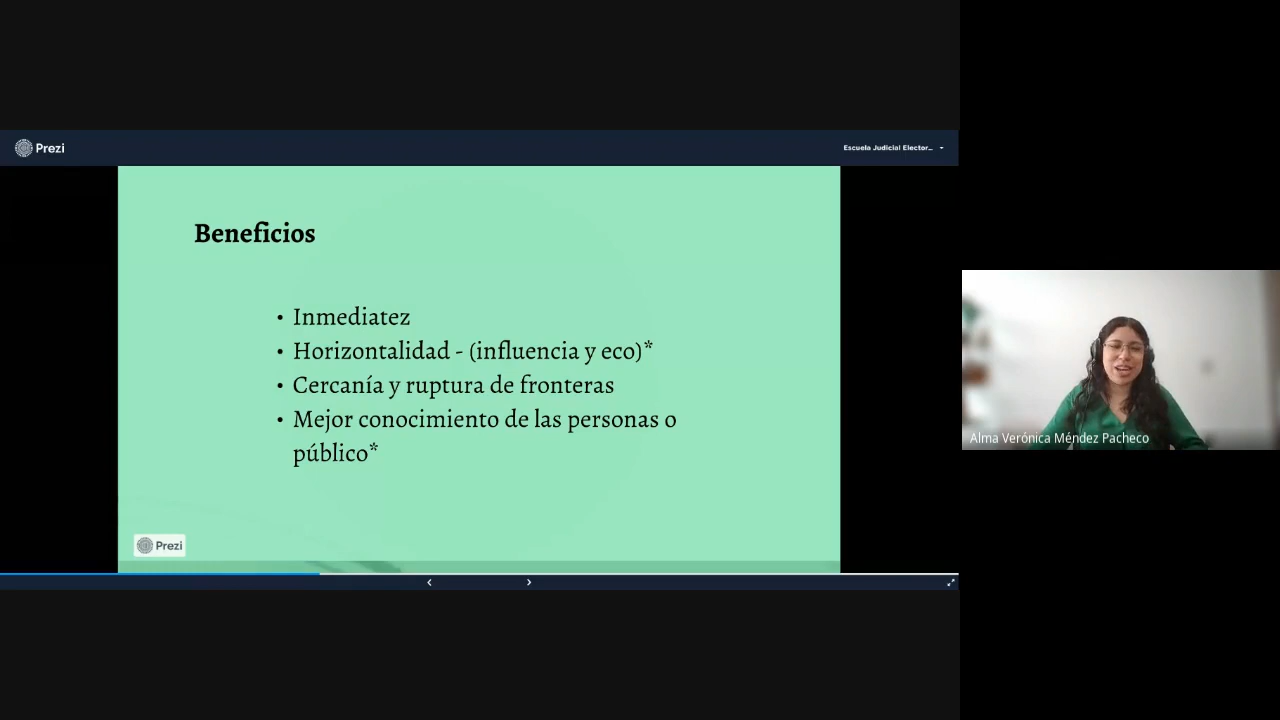 Prezi
Escuela Judicial Elector...
Beneficios
• Inmediatez
• Horizontalidad - (influencia y eco)*
• Cercanía y ruptura de fronteras
• Mejor conocimiento de las personas o
público*
Alma Verónica Méndez Pacheco
Prezi